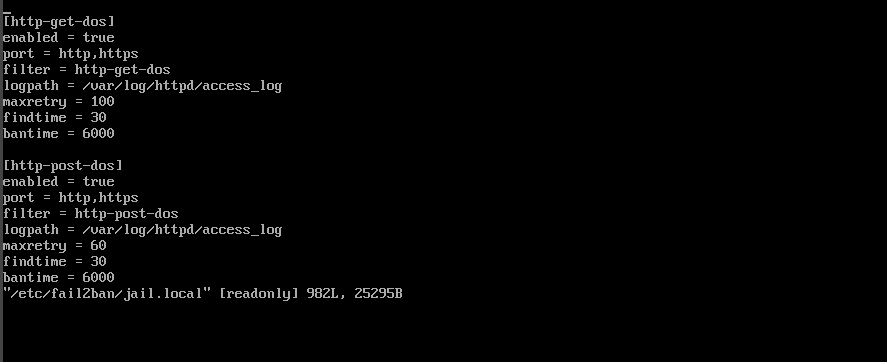 [http-get-dos]
enabled = true
port = http,https
filter = http-get-dos
logpath = /var/log/httpd/access_log
maxretry = 100
findtime = 30
bantime = 6000
[http-post-dos]
enabled = true
port = http,https
filter = http-post-dos
logpath = /var/log/httpd/access_log
maxretry = 60
findtime = 30
bantime = 6000
"/etc/fail2ban/jail.local" [readonly] 982L, 25295B